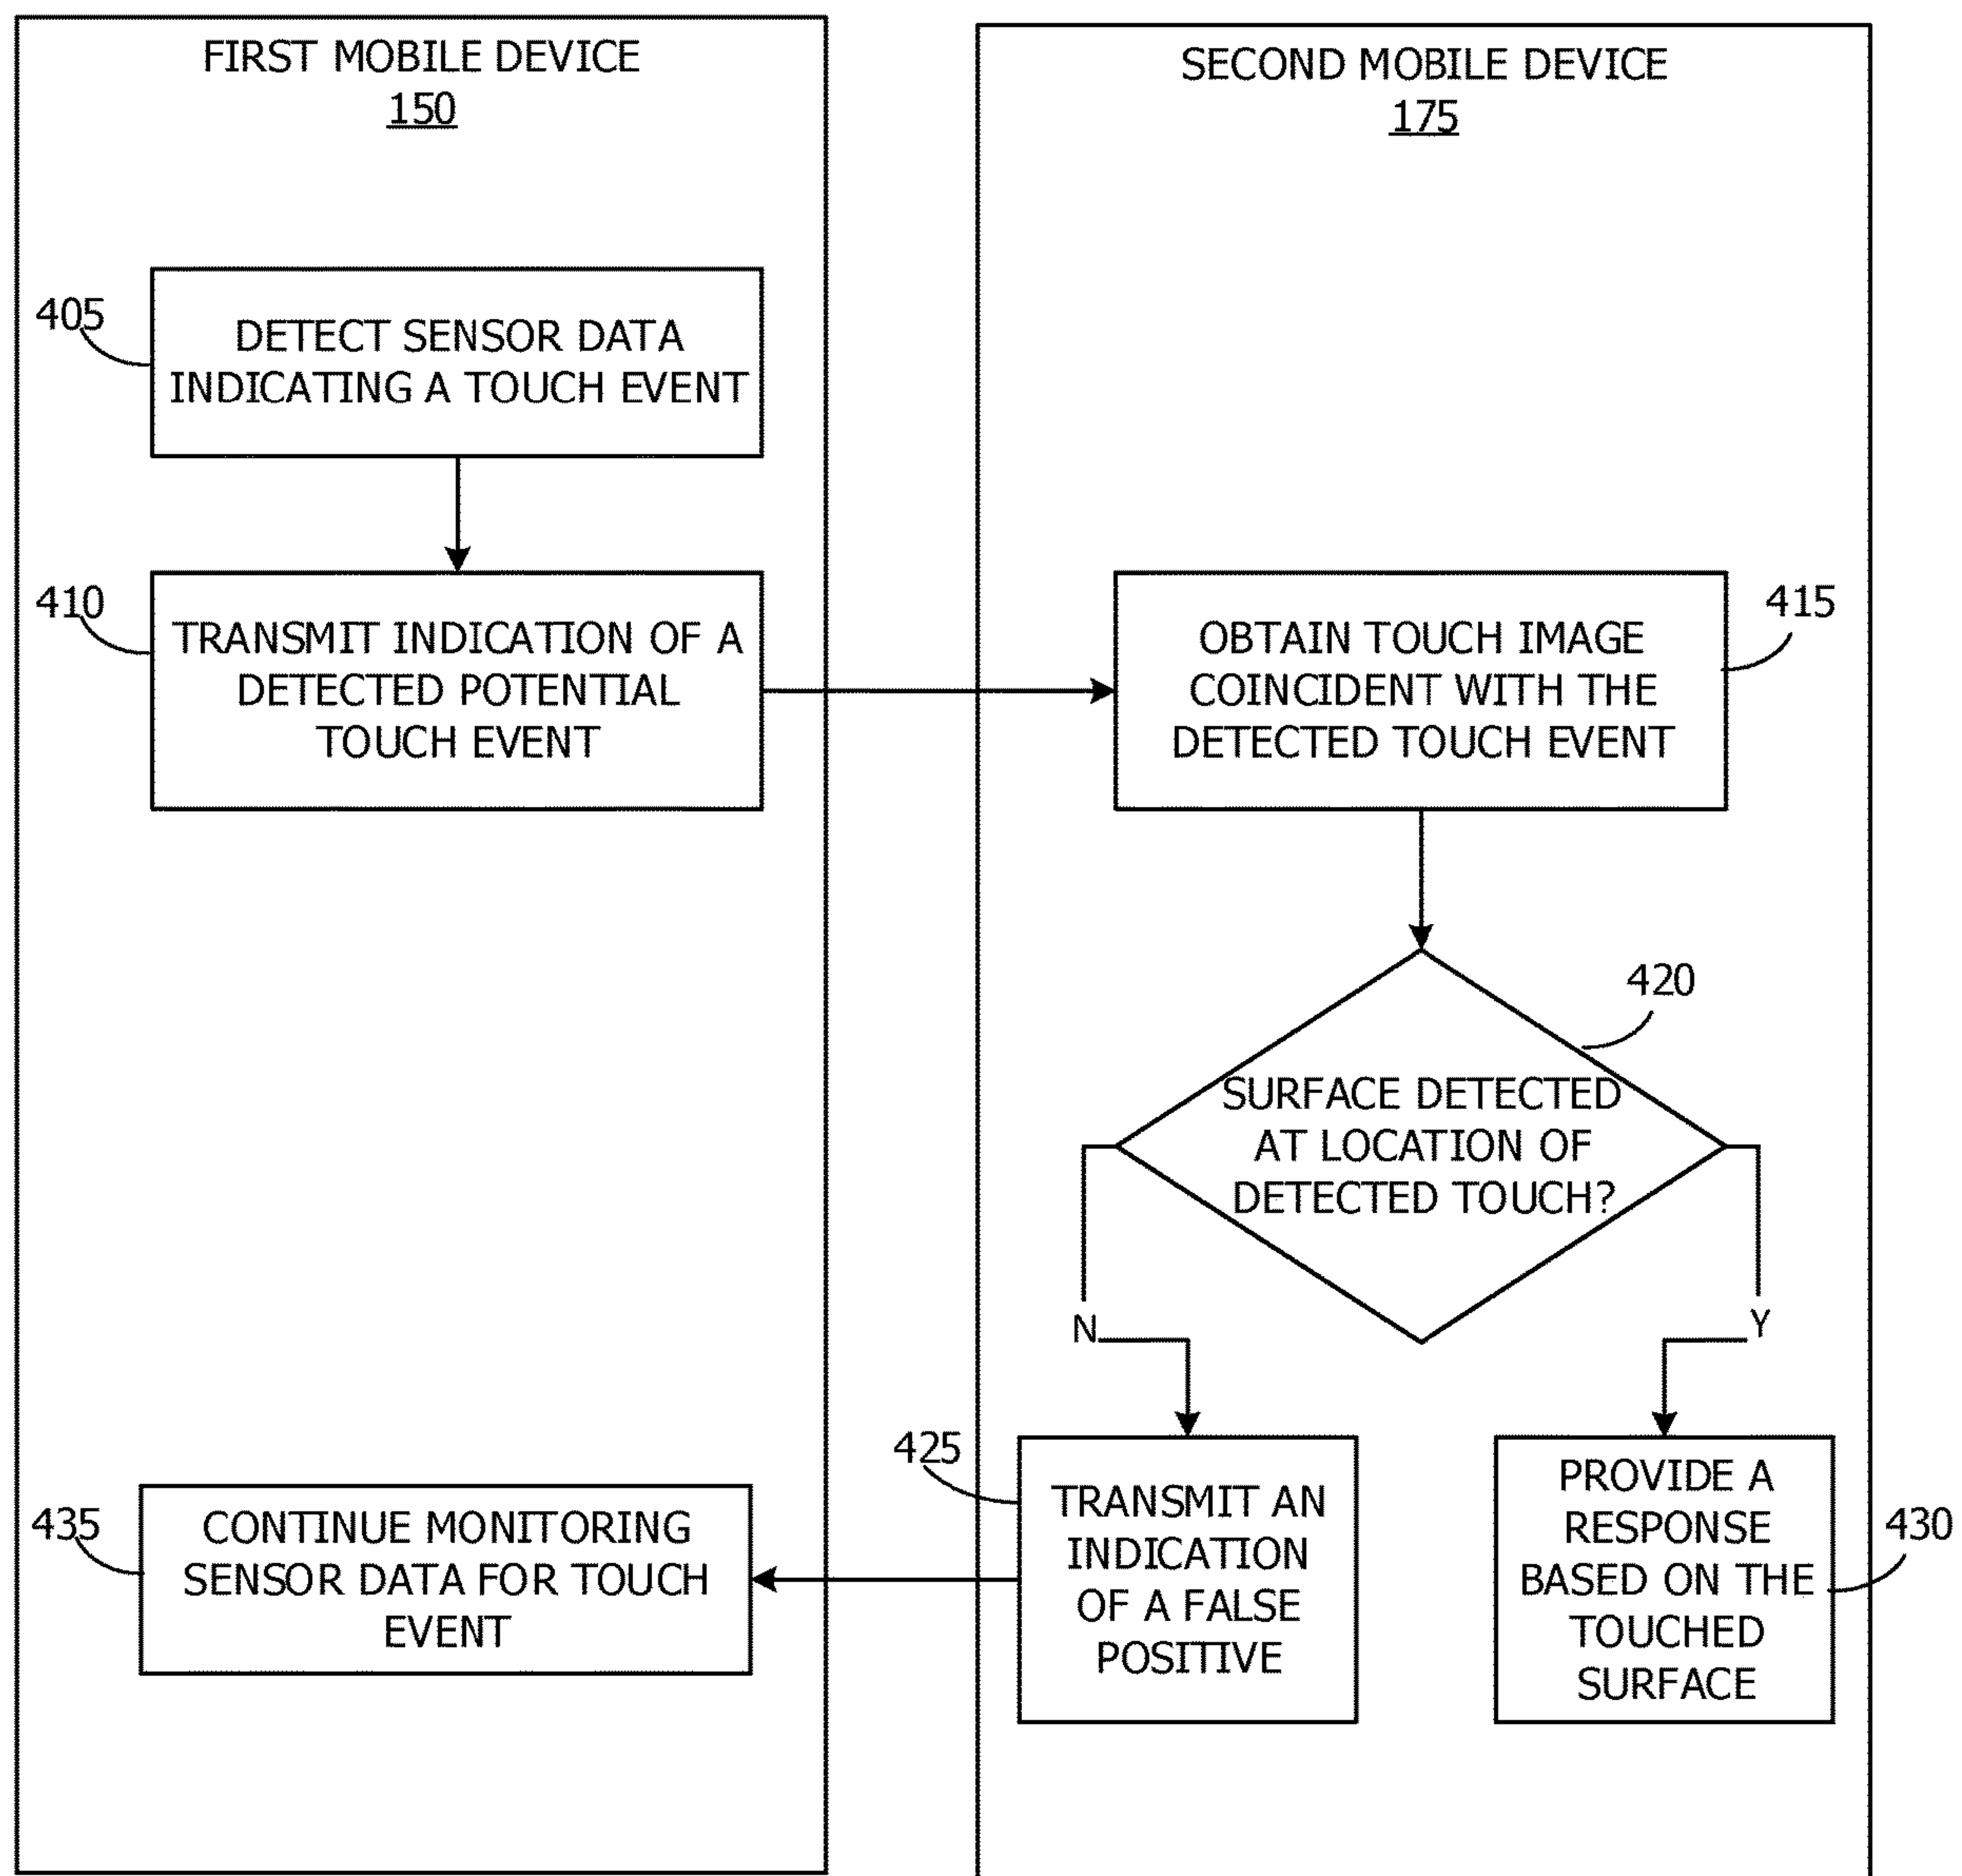 FIRST MOBILE DEVICE
150
SECOND MOBILE DEVICE
175
405
DETECT SENSOR DATA
INDICATING A TOUCH EVENT
410
TRANSMIT INDICATION OF A
DETECTED POTENTIAL
TOUCH EVENT
415
OBTAIN TOUCH IMAGE
COINCIDENT WITH THE
DETECTED TOUCH EVENT
420
SURFACE DETECTED
AT LOCATION OF
DETECTED TOUCH?
N
Y
425
TRANSMIT AN
INDICATION
OF A FALSE
POSITIVE
430
PROVIDE A
RESPONSE
BASED ON THE
TOUCHED
SURFACE
435
CONTINUE MONITORING
SENSOR DATA FOR TOUCH
EVENT